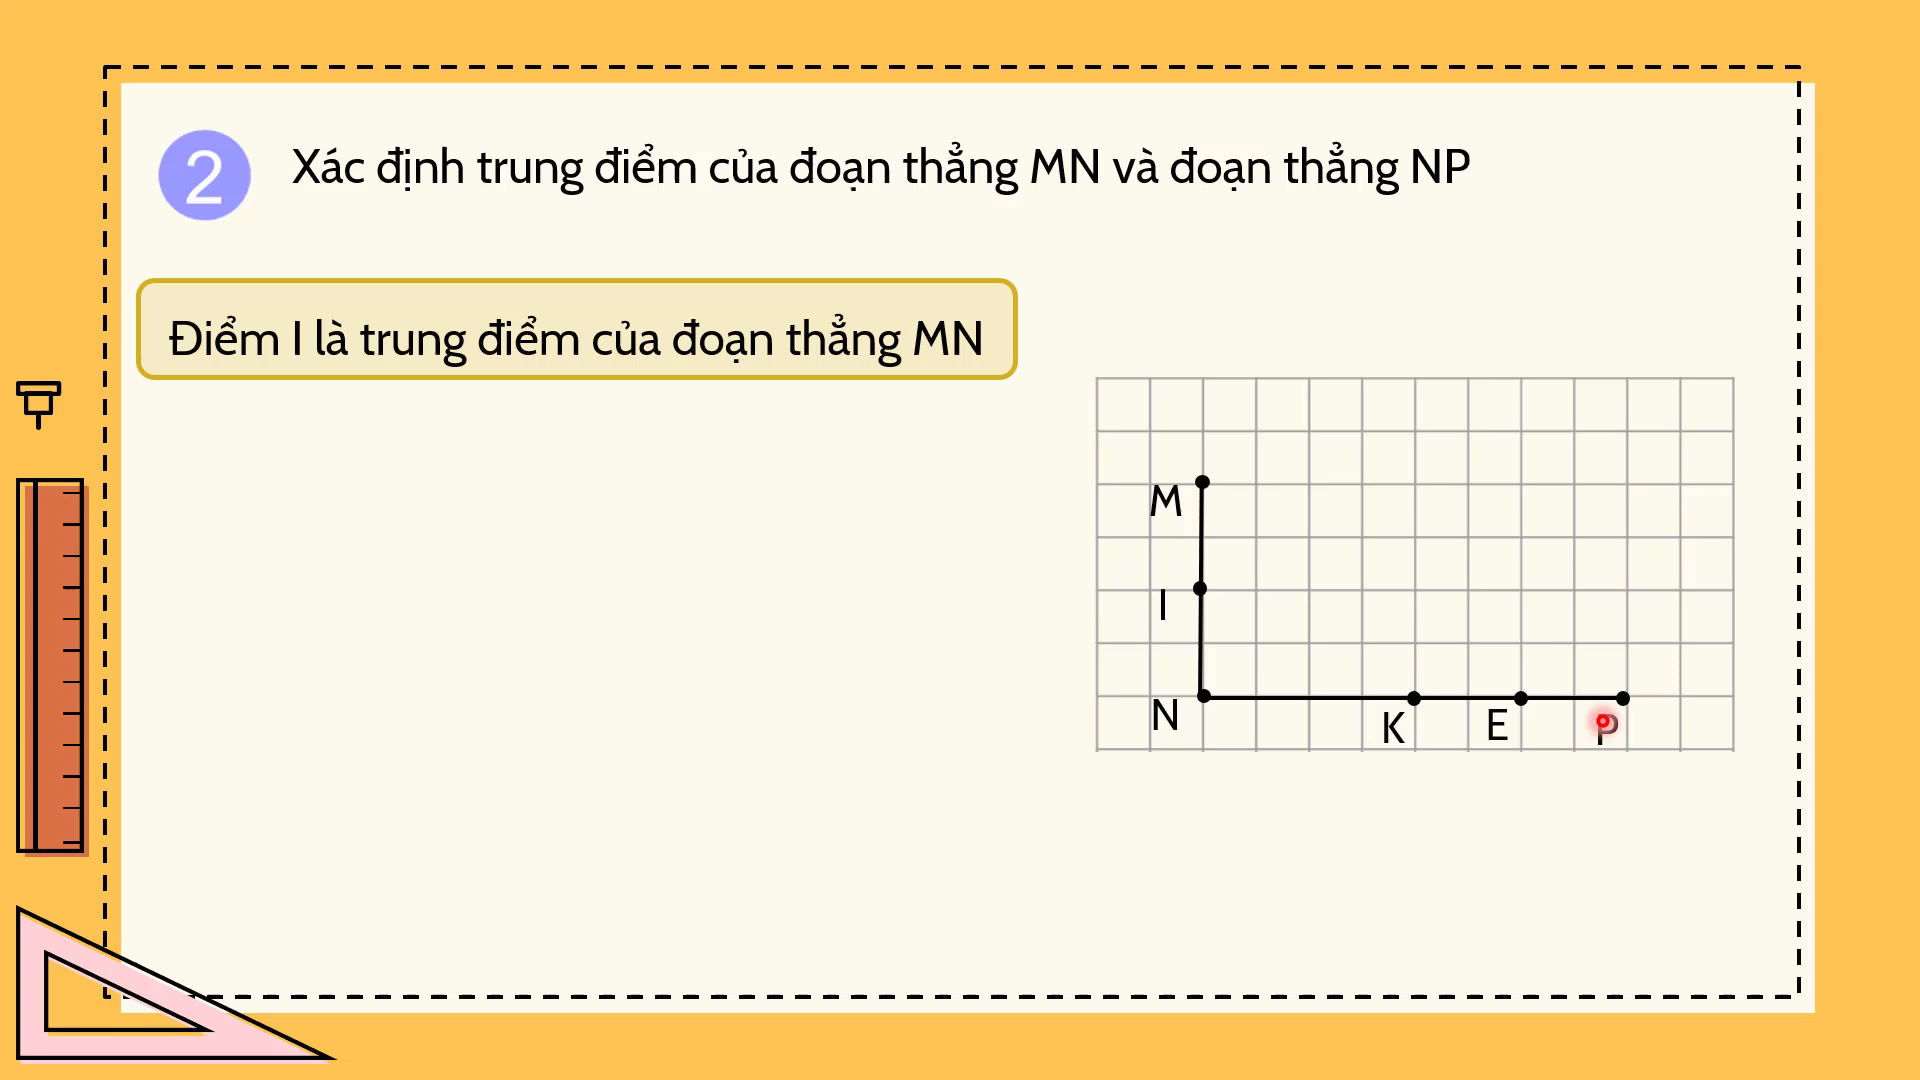 2 Xác định trung điểm của đoạn thẳng MN và đoạn thẳng NP
Điểm I là trung điểm của đoạn thẳng MN
M
I
N K E P